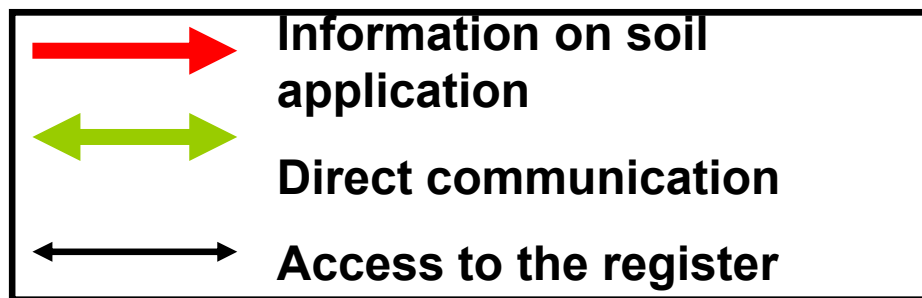 Information on soil
application
Direct communication
Access to the register